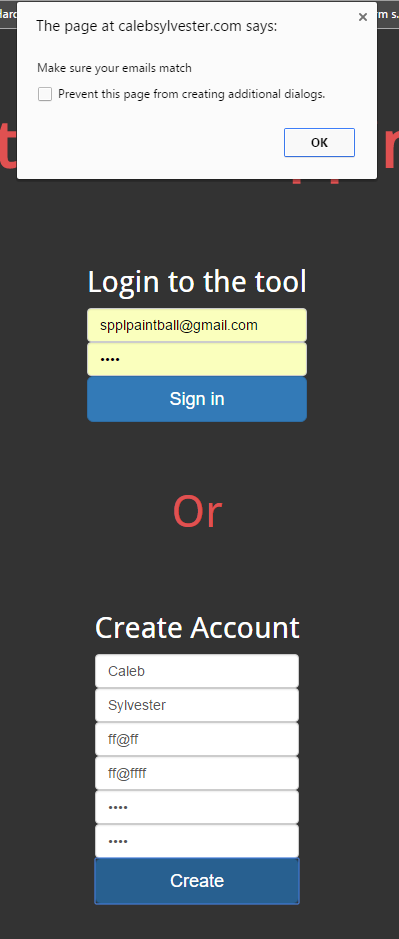 The page at calebsylvester.com says:
Make sure your emails match
Prevent this page from creating additional dialogs.
OK
Login to the tool
spplpaintball@gmail.com
••••
Sign in
Or
Create Account
Caleb
Sylvester
ff@ff
ff@ffff
••••
••••
Create